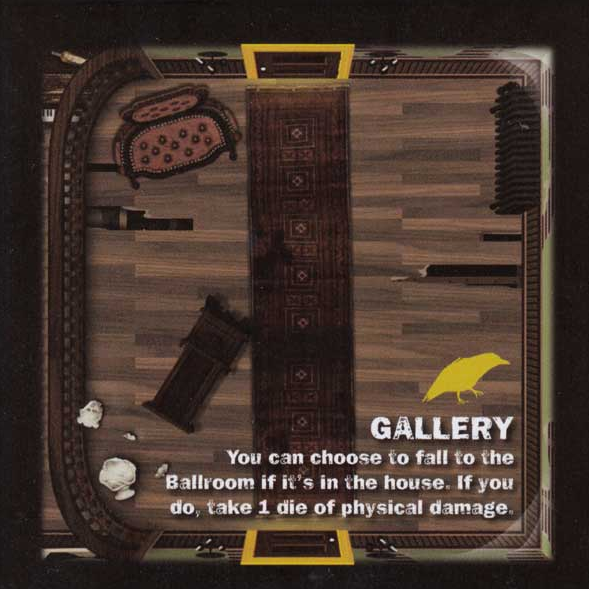 GALLERY
You can choose to fall to the
Ballroom if it's in the house. If you
do, take 1 die of physical damage.